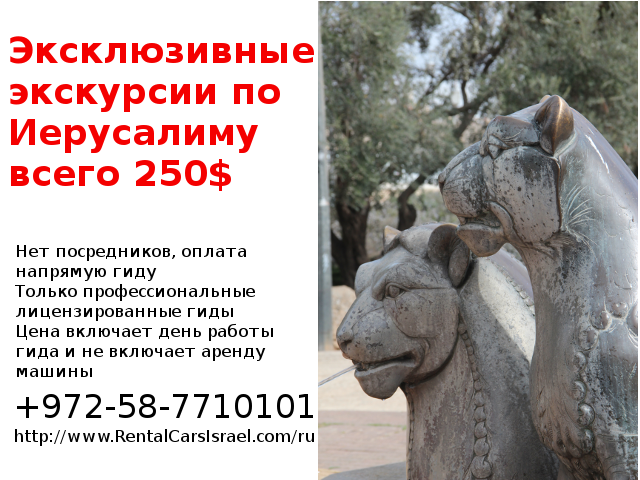 Эксклюзивные
экскурсии по
Иерусалиму
всего 250$
Нет посредников, оплата
напрямую гиду
Только профессиональные
лицензированные гиды
Цена включает день работы
гида и не включает аренду
машины
+972-58-7710101
http://www.RentalCarsIsrael.com/ru